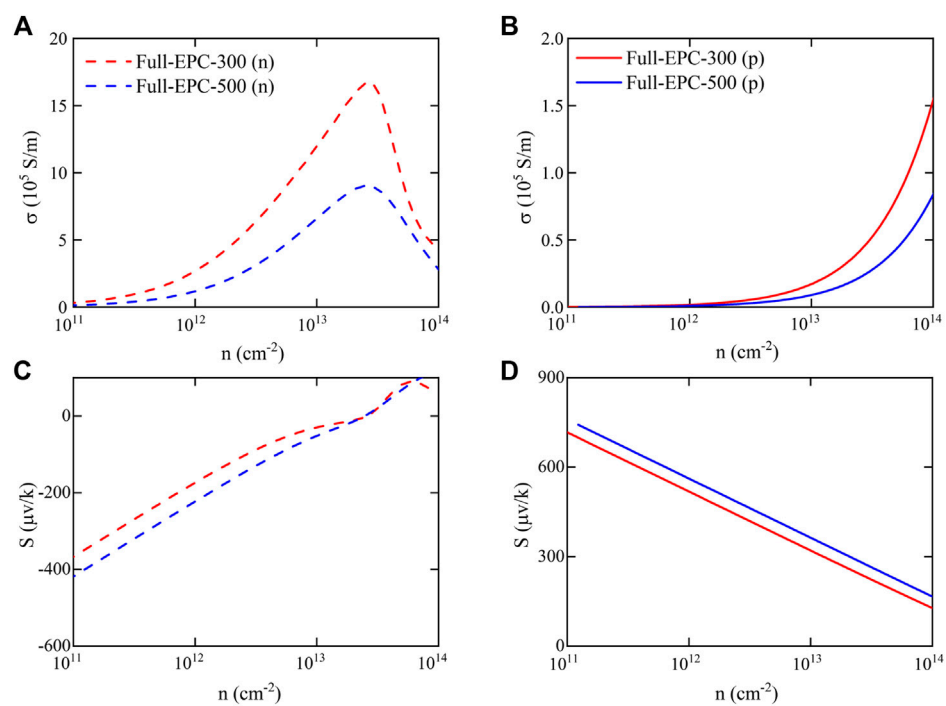 A
20
15
10
5
0
σ (10⁵ S/m)
Full-EPC-300 (n)
Full-EPC-500 (n)
10¹¹ 10¹² 10¹³ 10¹⁴
n (cm⁻²)
B
2.0
1.5
1.0
0.5
0
σ (10⁵ S/m)
Full-EPC-300 (p)
Full-EPC-500 (p)
10¹¹ 10¹² 10¹³ 10¹⁴
n (cm⁻²)
C
0
-200
-400
-600
S (μv/k)
10¹¹ 10¹² 10¹³ 10¹⁴
n (cm⁻²)
D
900
600
300
0
S (μv/k)
10¹¹ 10¹² 10¹³ 10¹⁴
n (cm⁻²)